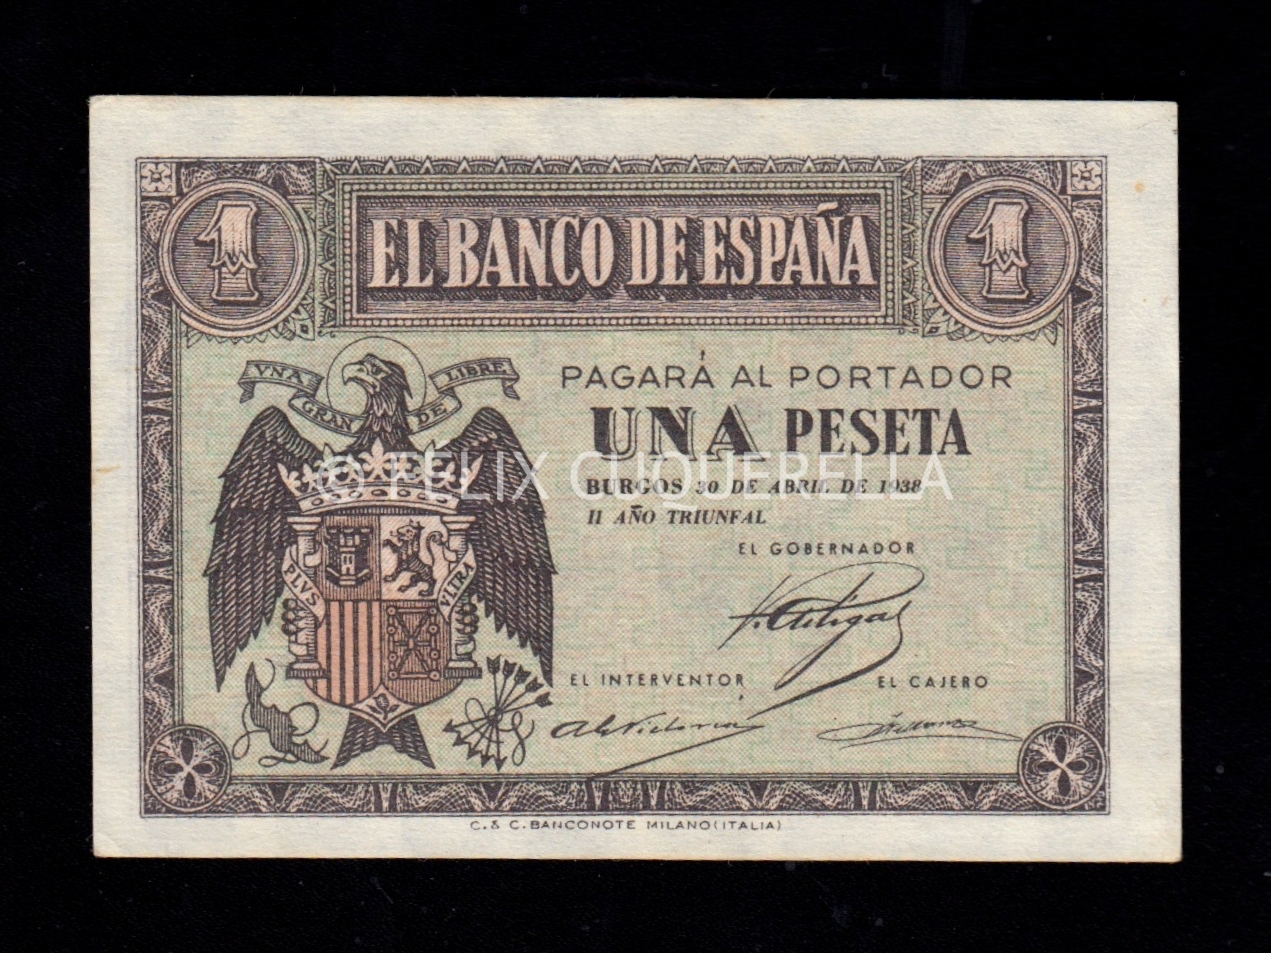 1 EL BANCO DE ESPAÑA 1
VNA GRANDE LIBRE
PAGARÁ AL PORTADOR
UNA PESETA
© FÉLIX CUQUERELLA
BURGOS 30 DE ABRIL DE 1938
II AÑO TRIUNFAL
EL GOBERNADOR
PLVS VLTRA
EL INTERVENTOR EL CAJERO
C. & C. BANCONOTE MILANO (ITALIA)